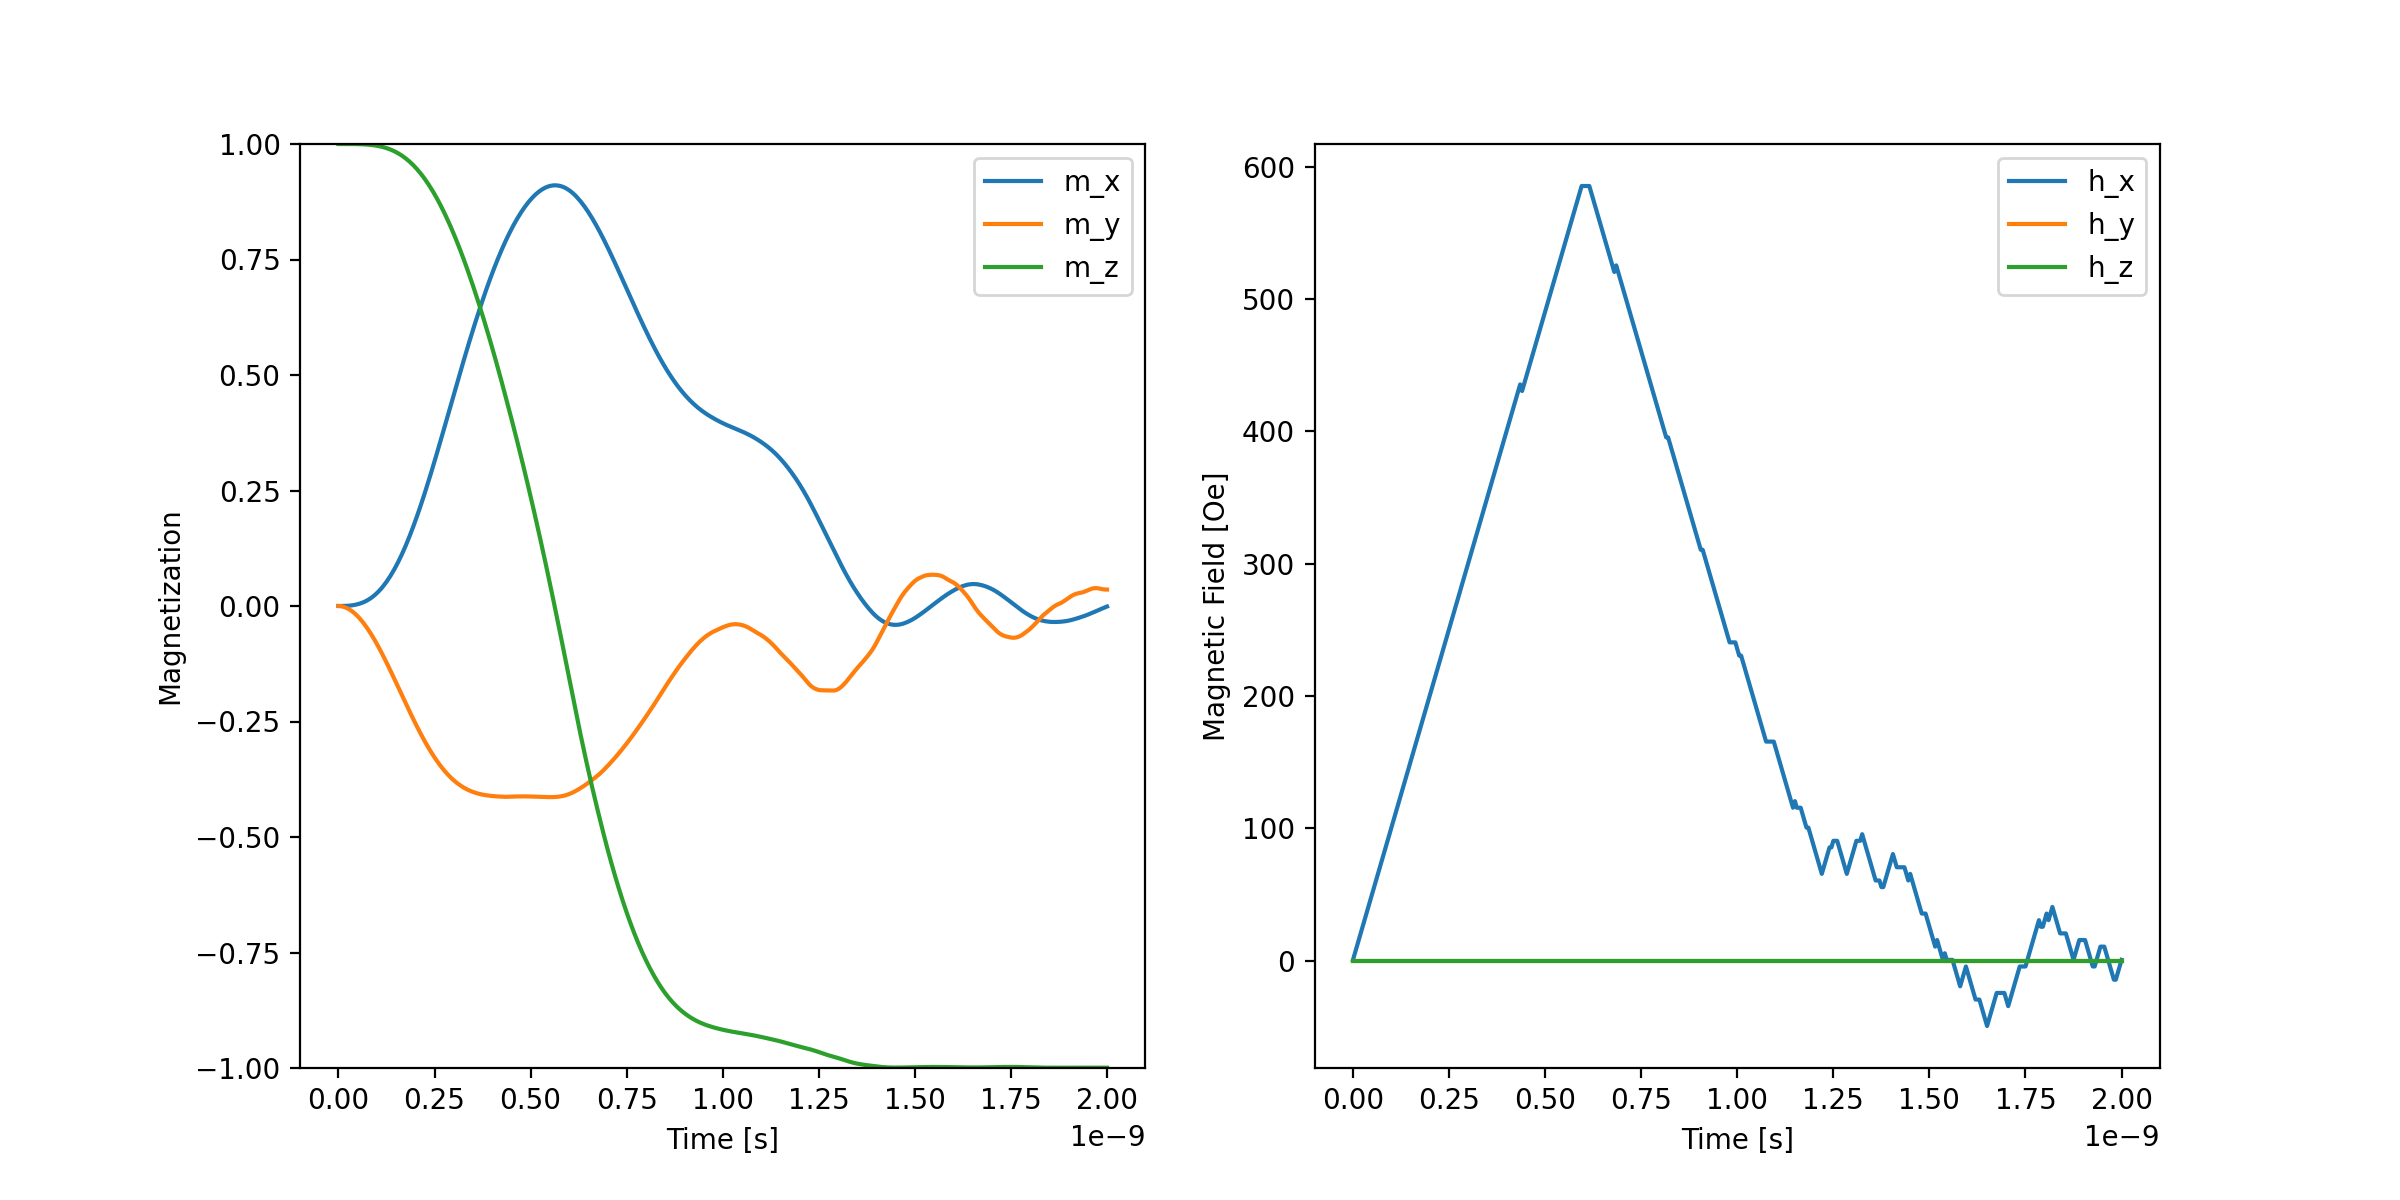 1.00
0.75
0.50
0.25
0.00
−0.25
−0.50
−0.75
−1.00
Magnetization
m_x
m_y
m_z
0.00 0.25 0.50 0.75 1.00 1.25 1.50 1.75 2.00
Time [s]
1e−9
600
500
400
300
200
100
0
Magnetic Field [Oe]
h_x
h_y
h_z
0.00 0.25 0.50 0.75 1.00 1.25 1.50 1.75 2.00
Time [s]
1e−9